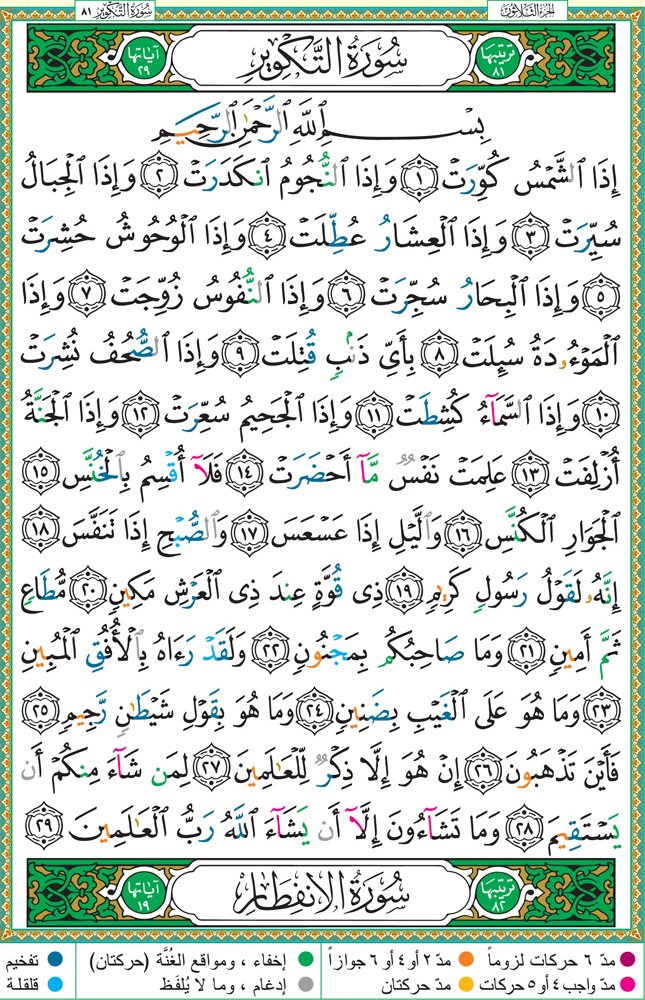 سُورَةُ التَّكْوِيرِ ٨١
الجُزْءُ الثَّلَاثُونَ
آيَاتُهَا ٢٩
سُورَةُ التَّكْوِيرِ
تَرْتِيبُهَا ٨١
بِسْمِ ٱللَّهِ ٱلرَّحْمَٰنِ ٱلرَّحِيمِ
إِذَا ٱلشَّمْسُ كُوِّرَتْ ١ وَإِذَا ٱلنُّجُومُ ٱنكَدَرَتْ ٢ وَإِذَا ٱلْجِبَالُ
سُيِّرَتْ ٣ وَإِذَا ٱلْعِشَارُ عُطِّلَتْ ٤ وَإِذَا ٱلْوُحُوشُ حُشِرَتْ
٥ وَإِذَا ٱلْبِحَارُ سُجِّرَتْ ٦ وَإِذَا ٱلنُّفُوسُ زُوِّجَتْ ٧ وَإِذَا
ٱلْمَوْءُۥدَةُ سُئِلَتْ ٨ بِأَيِّ ذَنۢبٍ قُتِلَتْ ٩ وَإِذَا ٱلصُّحُفُ نُشِرَتْ
١٠ وَإِذَا ٱلسَّمَآءُ كُشِطَتْ ١١ وَإِذَا ٱلْجَحِيمُ سُعِّرَتْ ١٢ وَإِذَا ٱلْجَنَّةُ
أُزْلِفَتْ ١٣ عَلِمَتْ نَفْسٌ مَّآ أَحْضَرَتْ ١٤ فَلَآ أُقْسِمُ بِٱلْخُنَّسِ ١٥
ٱلْجَوَارِ ٱلْكُنَّسِ ١٦ وَٱلَّيْلِ إِذَا عَسْعَسَ ١٧ وَٱلصُّبْحِ إِذَا تَنَفَّسَ ١٨
إِنَّهُۥ لَقَوْلُ رَسُولٍ كَرِيمٍ ١٩ ذِى قُوَّةٍ عِندَ ذِى ٱلْعَرْشِ مَكِينٍ ٢٠ مُّطَاعٍ
ثَمَّ أَمِينٍ ٢١ وَمَا صَاحِبُكُم بِمَجْنُونٍ ٢٢ وَلَقَدْ رَءَاهُ بِٱلْأُفُقِ ٱلْمُبِينِ
٢٣ وَمَا هُوَ عَلَى ٱلْغَيْبِ بِضَنِينٍ ٢٤ وَمَا هُوَ بِقَوْلِ شَيْطَٰنٍ رَّجِيمٍ ٢٥
فَأَيْنَ تَذْهَبُونَ ٢٦ إِنْ هُوَ إِلَّا ذِكْرٌ لِّلْعَٰلَمِينَ ٢٧ لِمَن شَآءَ مِنكُمْ أَن
يَسْتَقِيمَ ٢٨ وَمَا تَشَآءُونَ إِلَّآ أَن يَشَآءَ ٱللَّهُ رَبُّ ٱلْعَٰلَمِينَ ٢٩
تَرْتِيبُهَا ٨٢
سُورَةُ الانفِطَارِ
آيَاتُهَا ١٩
مدّ ٦ حركات لزوماً
مدّ ٢ أو ٤ أو ٦ جوازاً
إخفاء، ومواقع الغُنَّة (حركتان)
تفخيم
مدّ واجب ٤ أو ٥ حركات
مدّ حركتان
إدغام، وما لا يُلفَظ
قلقلة